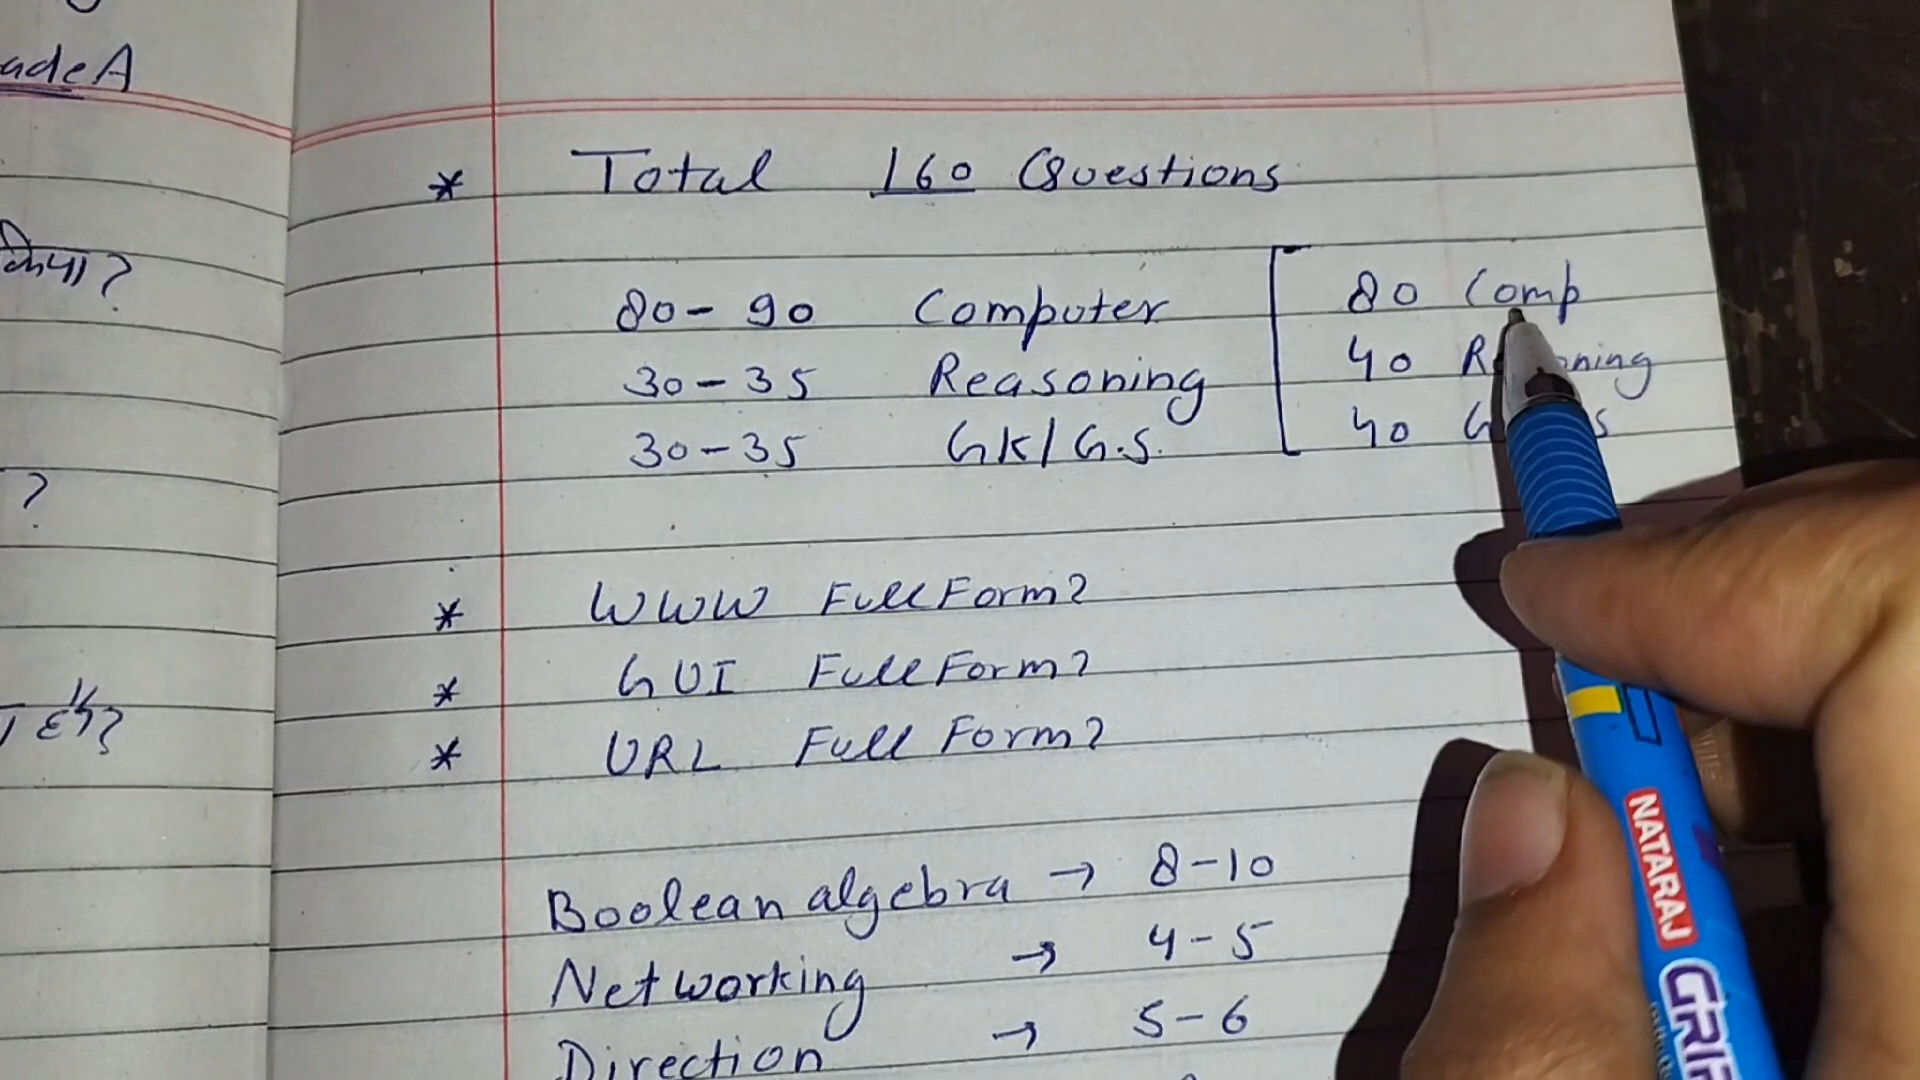 adeA
?
?
* Total 160 Questions
80-90 Computer
30-35 Reasoning
30-35 GK/G.S.
80 Comp
40
40
* WWW Full Form?
* GUI Full Form?
* URL Full Form?
Boolean algebra → 8-10
Networking → 4-5
Direction → 5-6
NATARAJ